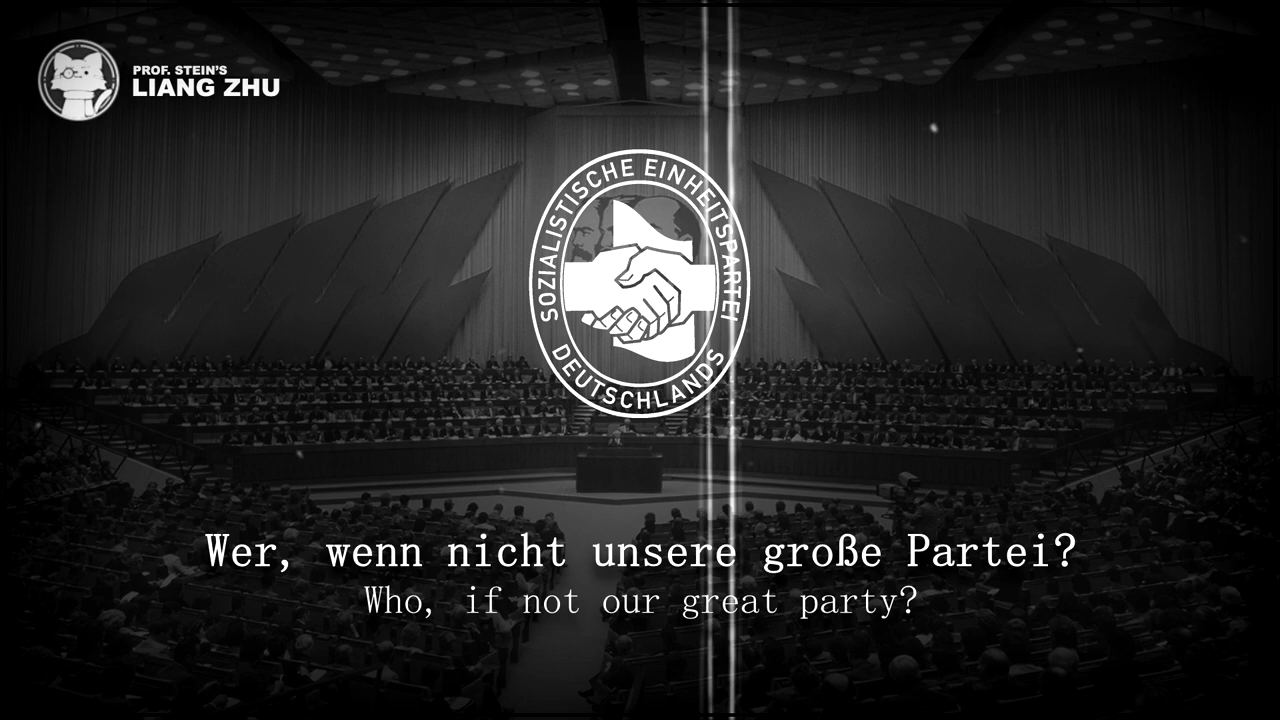 PROF. STEIN'S
LIANG ZHU
SOZIALISTISCHE EINHEITSPARTEI
DEUTSCHLANDS
Wer, wenn nicht unsere große Partei?
Who, if not our great party?